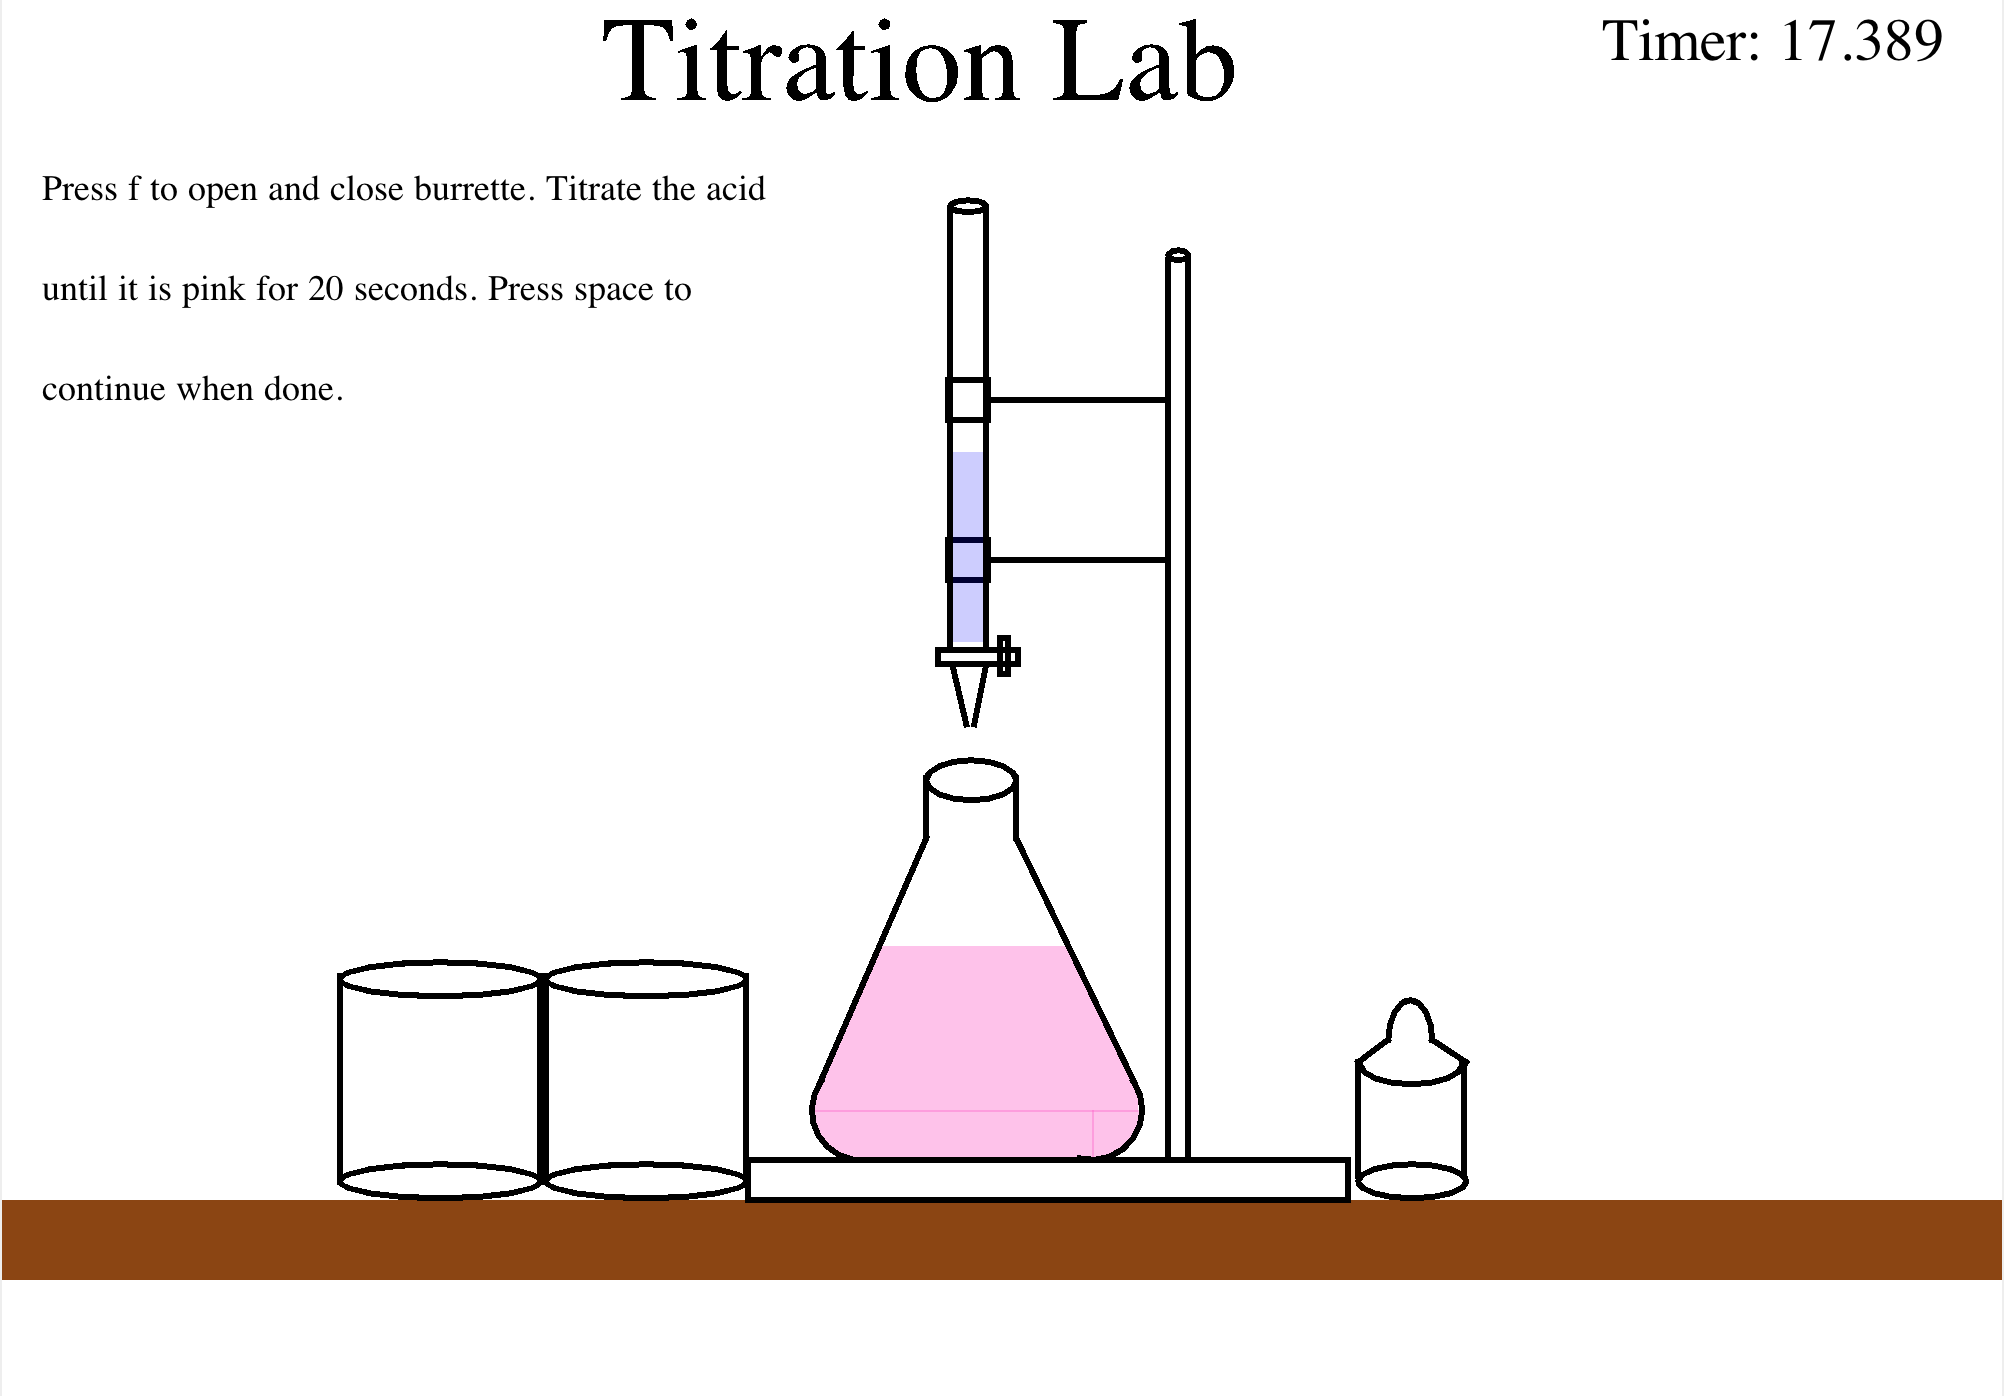 Titration Lab
Timer: 17.389
Press f to open and close burrette. Titrate the acid
until it is pink for 20 seconds. Press space to
continue when done.